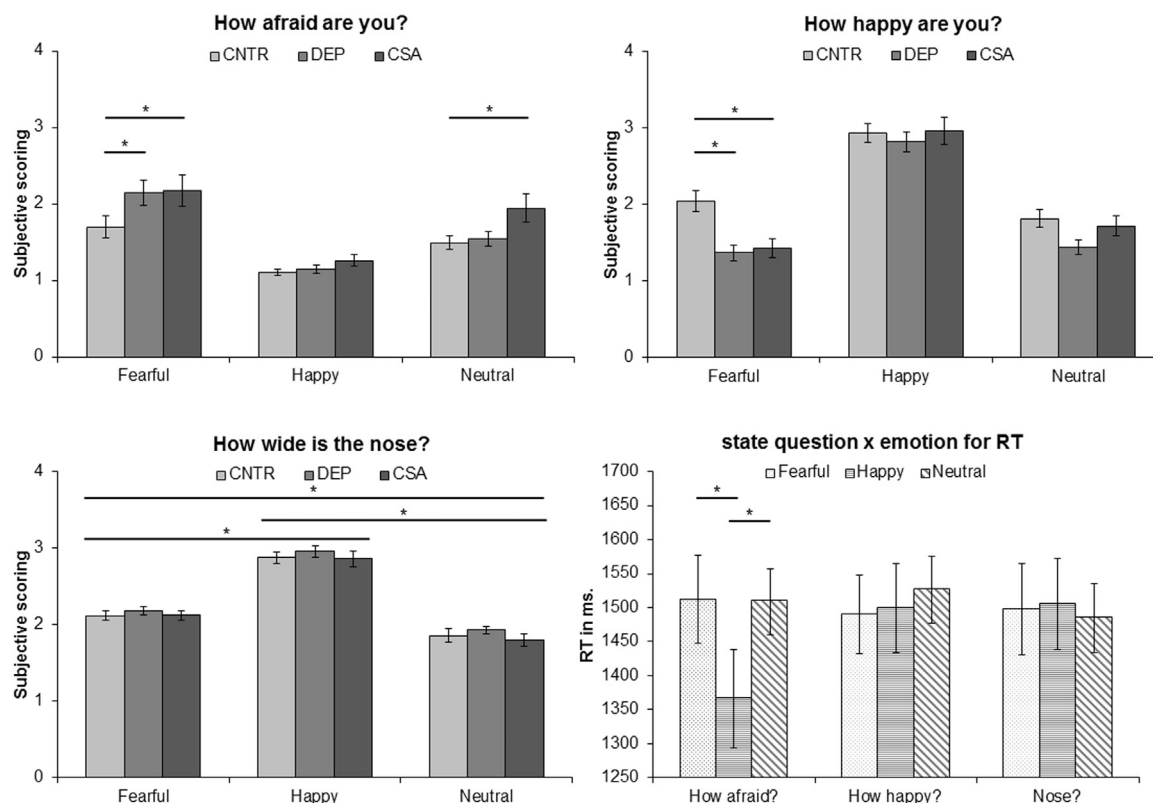 How afraid are you?
CNTR DEP CSA
Subjective scoring
4
3
2
1
0
* * *
Fearful Happy Neutral
How happy are you?
CNTR DEP CSA
Subjective scoring
4
3
2
1
0
* *
Fearful Happy Neutral
How wide is the nose?
CNTR DEP CSA
Subjective scoring
4
3
2
1
0
* * *
Fearful Happy Neutral
state question x emotion for RT
Fearful Happy Neutral
RT in ms.
1700
1650
1600
1550
1500
1450
1400
1350
1300
1250
* *
How afraid? How happy? Nose?